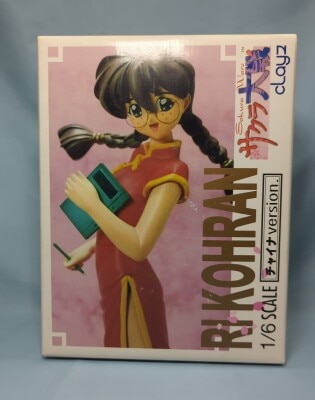 Sakura Wars™
サクラ大戦
clayz
RI KOHRAN
1/6 SCALE チャイナversion.